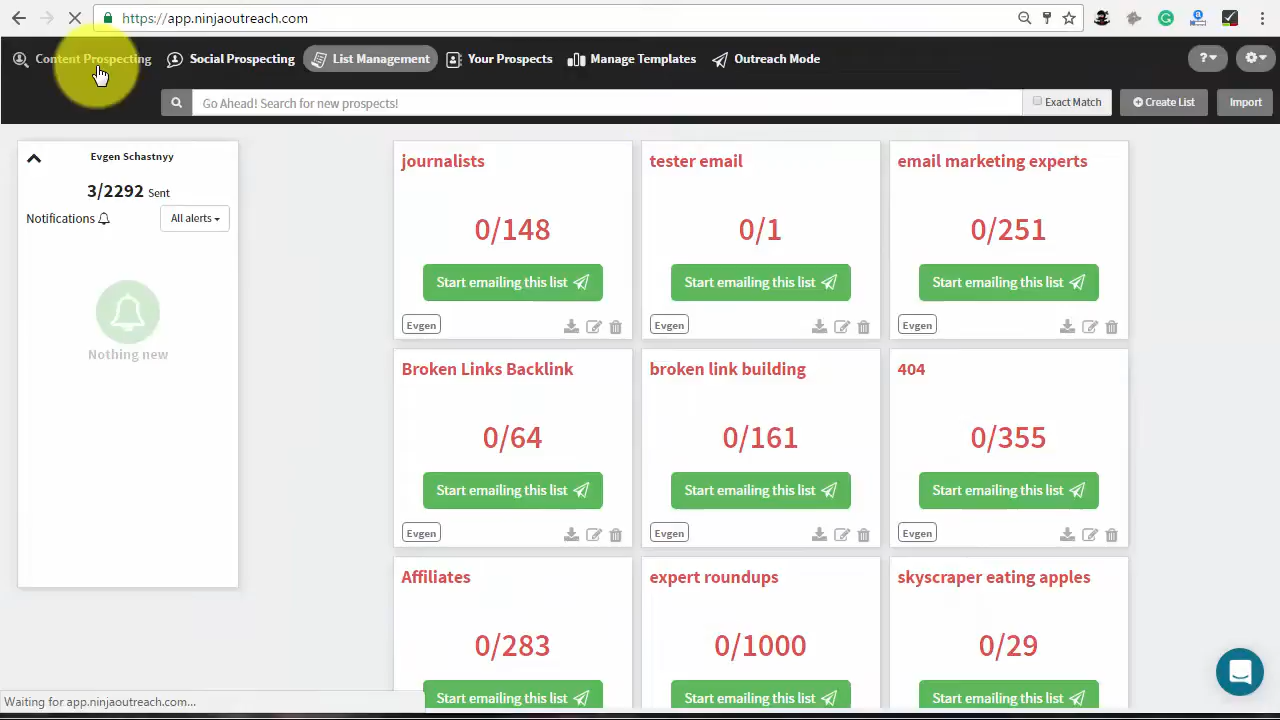 https://app.ninjaoutreach.com
Content Prospecting Social Prospecting List Management Your Prospects Manage Templates Outreach Mode ?
Go Ahead! Search for new prospects! Exact Match Create List Import
Evgen Schastnyy
3/2292 Sent
Notifications All alerts
Nothing new
journalists tester email email marketing experts
0/148 0/1 0/251
Start emailing this list Start emailing this list Start emailing this list
Evgen Evgen Evgen
Broken Links Backlink broken link building 404
0/64 0/161 0/355
Start emailing this list Start emailing this list Start emailing this list
Evgen Evgen Evgen
Affiliates expert roundups skyscraper eating apples
0/283 0/1000 0/29
Start emailing this list Start emailing this list Start emailing this list
Waiting for app.ninjaoutreach.com...